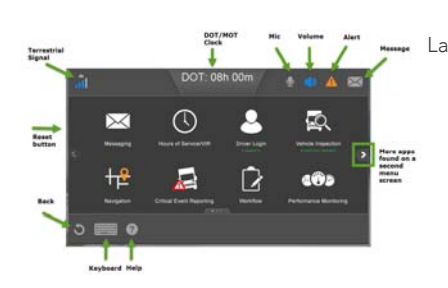 DOT/MOT
Clock
Mic
Volume
Alert
Message
La
Terrestrial
Signal
DOT: 08h 00m
Reset
button
Messaging
Hours of Service/WR
Driver Login
Vehicle Inspection
More apps
found on a
second
menu
screen
Navigation
Critical Event Reporting
Workflow
Performance Monitoring
Back
Keyboard
Help